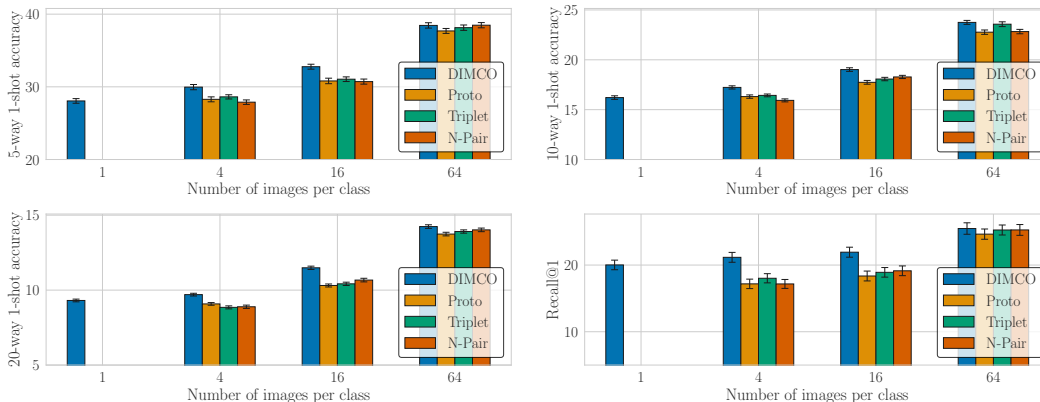 5-way 1-shot accuracy
40
30
20
DIMCO
Proto
Triplet
N-Pair
1
4
16
64
Number of images per class
10-way 1-shot accuracy
25
20
15
10
DIMCO
Proto
Triplet
N-Pair
1
4
16
64
Number of images per class
20-way 1-shot accuracy
15
10
5
DIMCO
Proto
Triplet
N-Pair
1
4
16
64
Number of images per class
Recall@1
20
10
DIMCO
Proto
Triplet
N-Pair
1
4
16
64
Number of images per class